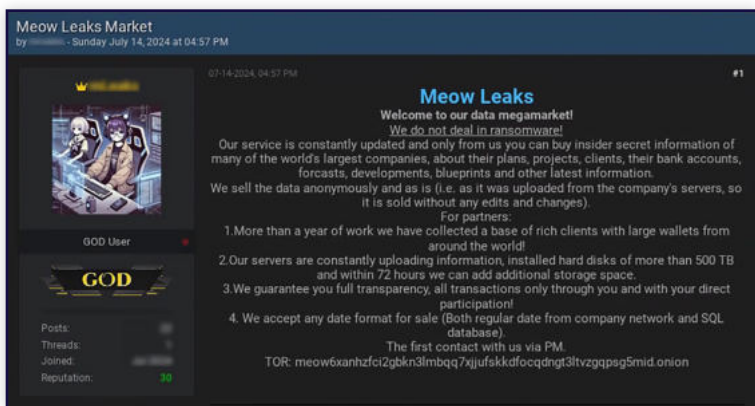 Meow Leaks Market
by - Sunday July 14, 2024 at 04:57 PM
07-14-2024, 04:57 PM
#1
GOD User
GOD
Posts:
Threads:
Joined:
Reputation: 30
Meow Leaks
Welcome to our data megamarket!
We do not deal in ransomware!
Our service is constantly updated and only from us you can buy insider secret information of
many of the world's largest companies, about their plans, projects, clients, their bank accounts,
forcasts, developments, blueprints and other latest information.
We sell the data anonymously and as is (i.e. as it was uploaded from the company's servers, so
it is sold without any edits and changes).
For partners:
1.More than a year of work we have collected a base of rich clients with large wallets from
around the world!
2.Our servers are constantly uploading information, installed hard disks of more than 500 TB
and within 72 hours we can add additional storage space.
3.We guarantee you full transparency, all transactions only through you and with your direct
participation!
4. We accept any date format for sale (Both regular date from company network and SQL
database).
The first contact with us via PM.
TOR: meow6xanhzfci2gbkn3lmbqq7xjjufskkdfocqdngt3ltvzgqpsg5mid.onion